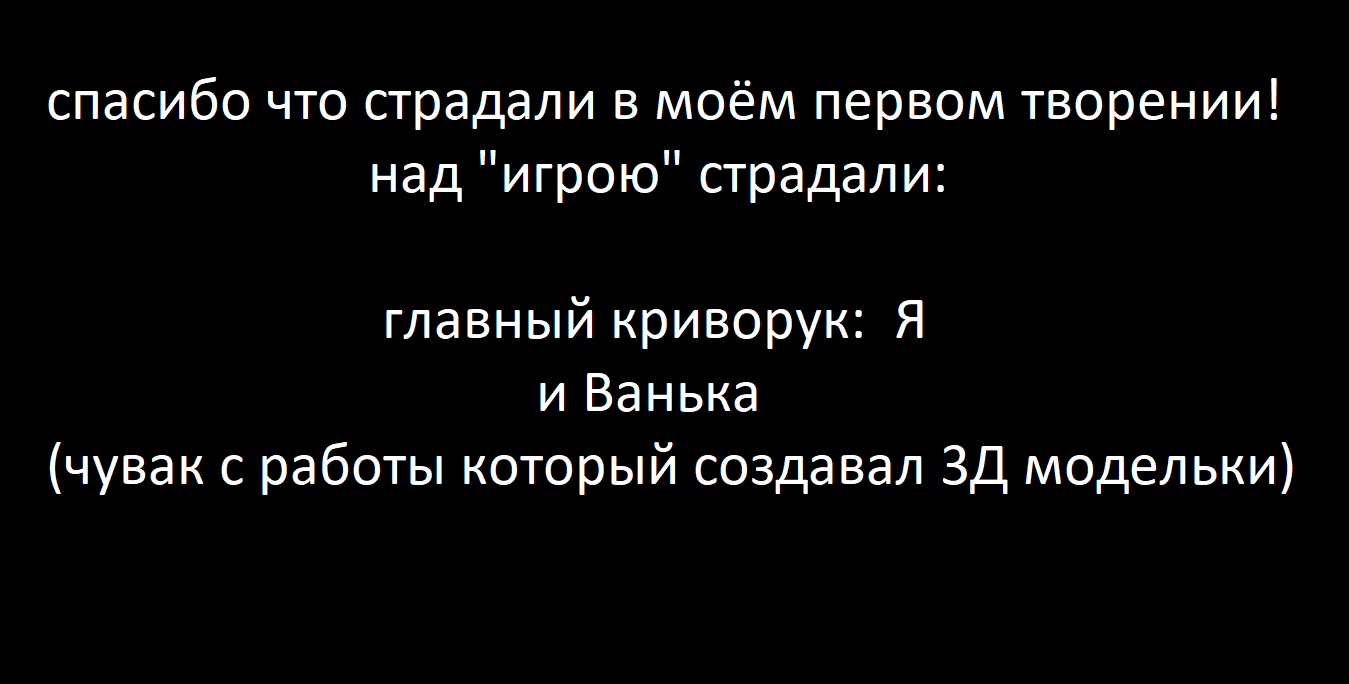 спасибо что страдали в моём первом творении!
над "игрою" страдали:
главный криворук:  Я
и Ванька
(чувак с работы который создавал 3Д модельки)